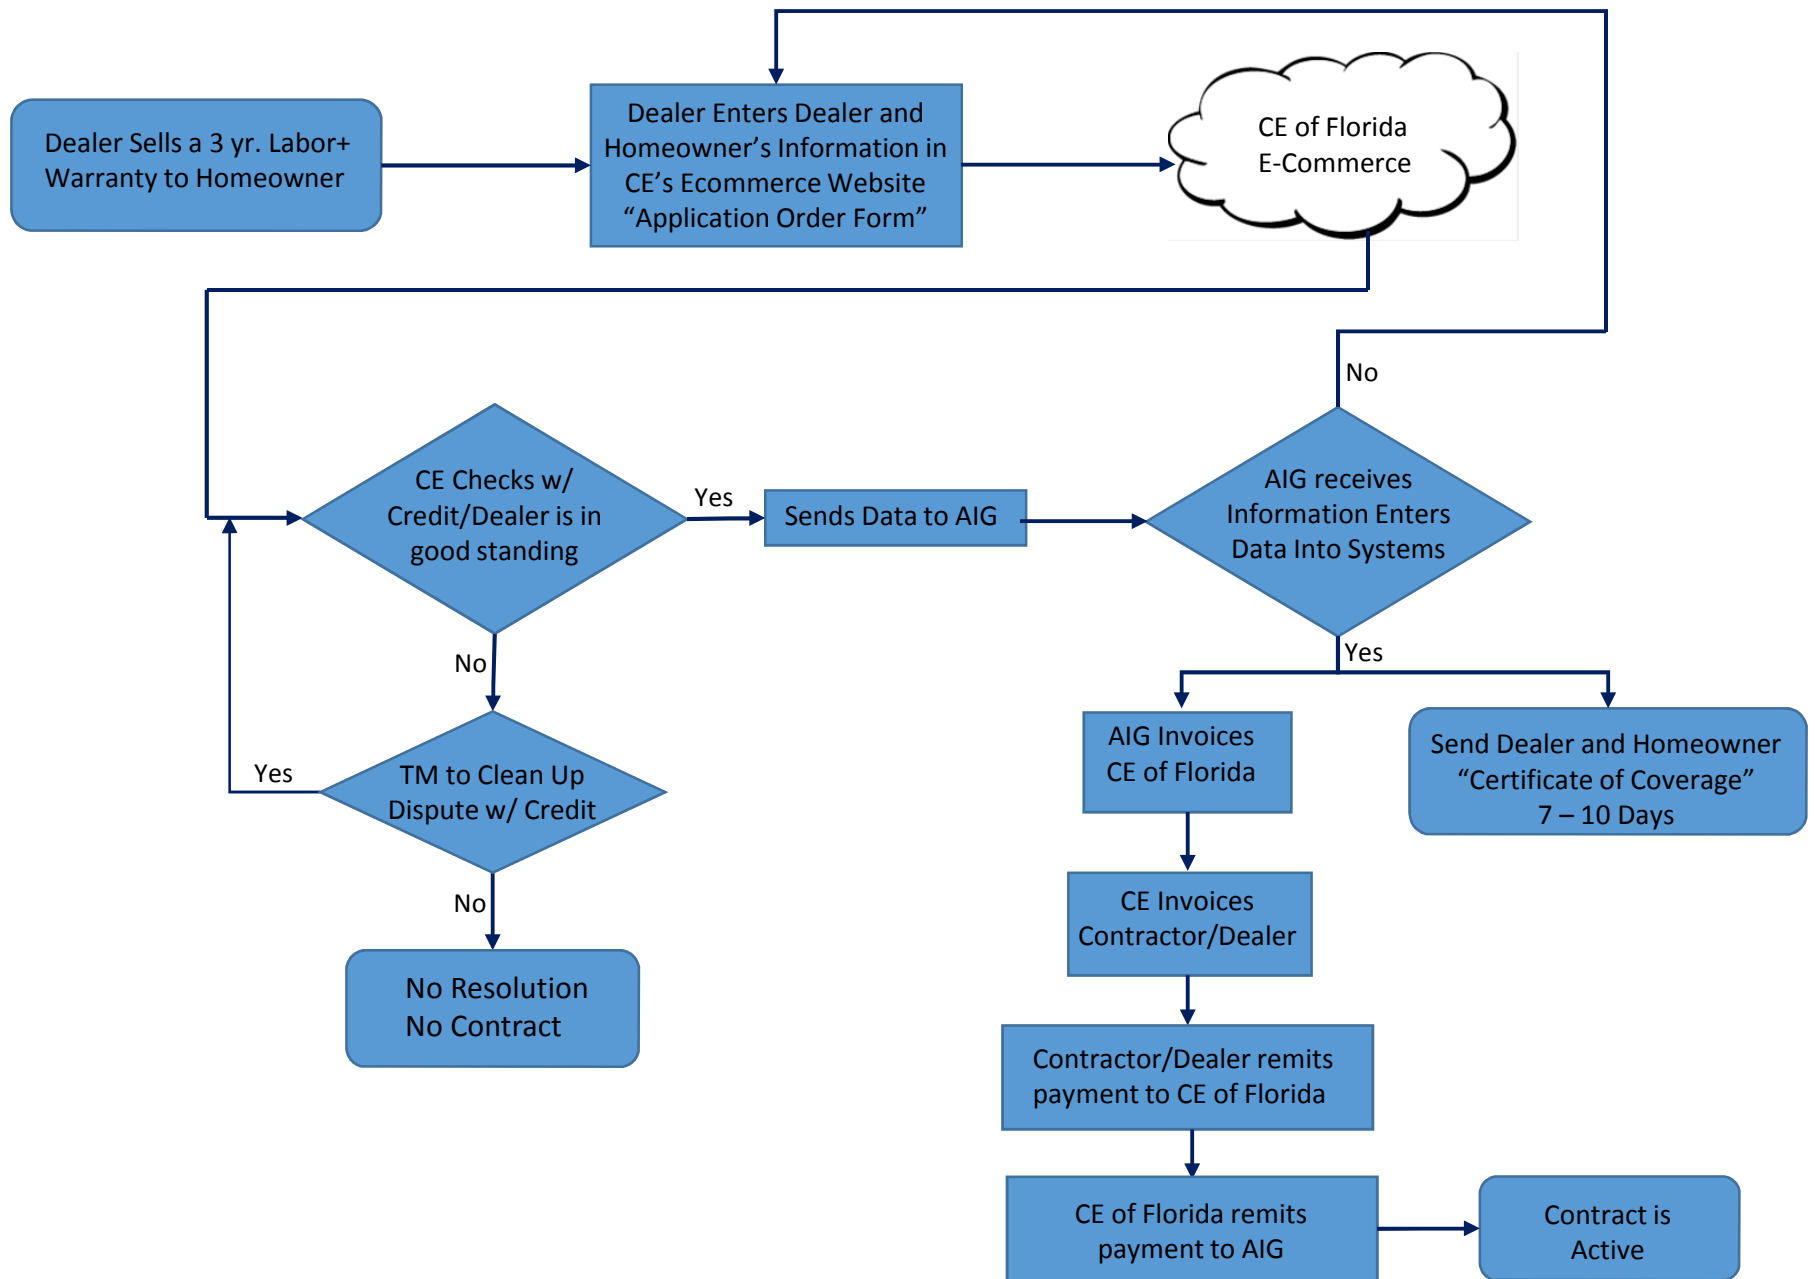 Dealer Sells a 3 yr. Labor+
Warranty to Homeowner
Dealer Enters Dealer and
Homeowner’s Information in
CE’s Ecommerce Website
“Application Order Form”
CE of Florida
E-Commerce
No
CE Checks w/
Credit/Dealer is in
good standing
Yes
Sends Data to AIG
AIG receives
Information Enters
Data Into Systems
No
Yes
TM to Clean Up
Dispute w/ Credit
Yes
No
No Resolution
No Contract
AIG Invoices
CE of Florida
Send Dealer and Homeowner
“Certificate of Coverage”
7 – 10 Days
CE Invoices
Contractor/Dealer
Contractor/Dealer remits
payment to CE of Florida
CE of Florida remits
payment to AIG
Contract is
Active